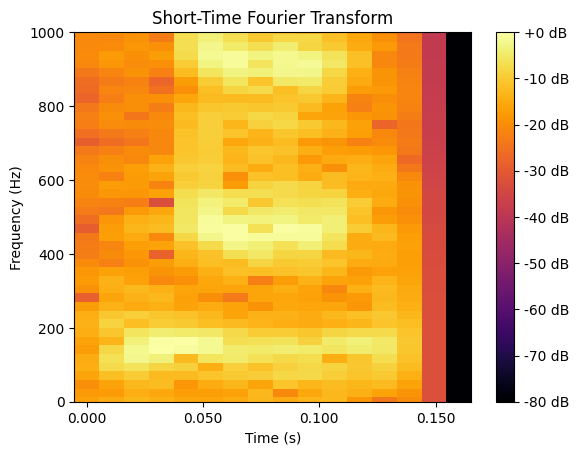 Short-Time Fourier Transform
1000
800
600
400
200
0
Frequency (Hz)
0.000
0.050
0.100
0.150
Time (s)
+0 dB
-10 dB
-20 dB
-30 dB
-40 dB
-50 dB
-60 dB
-70 dB
-80 dB